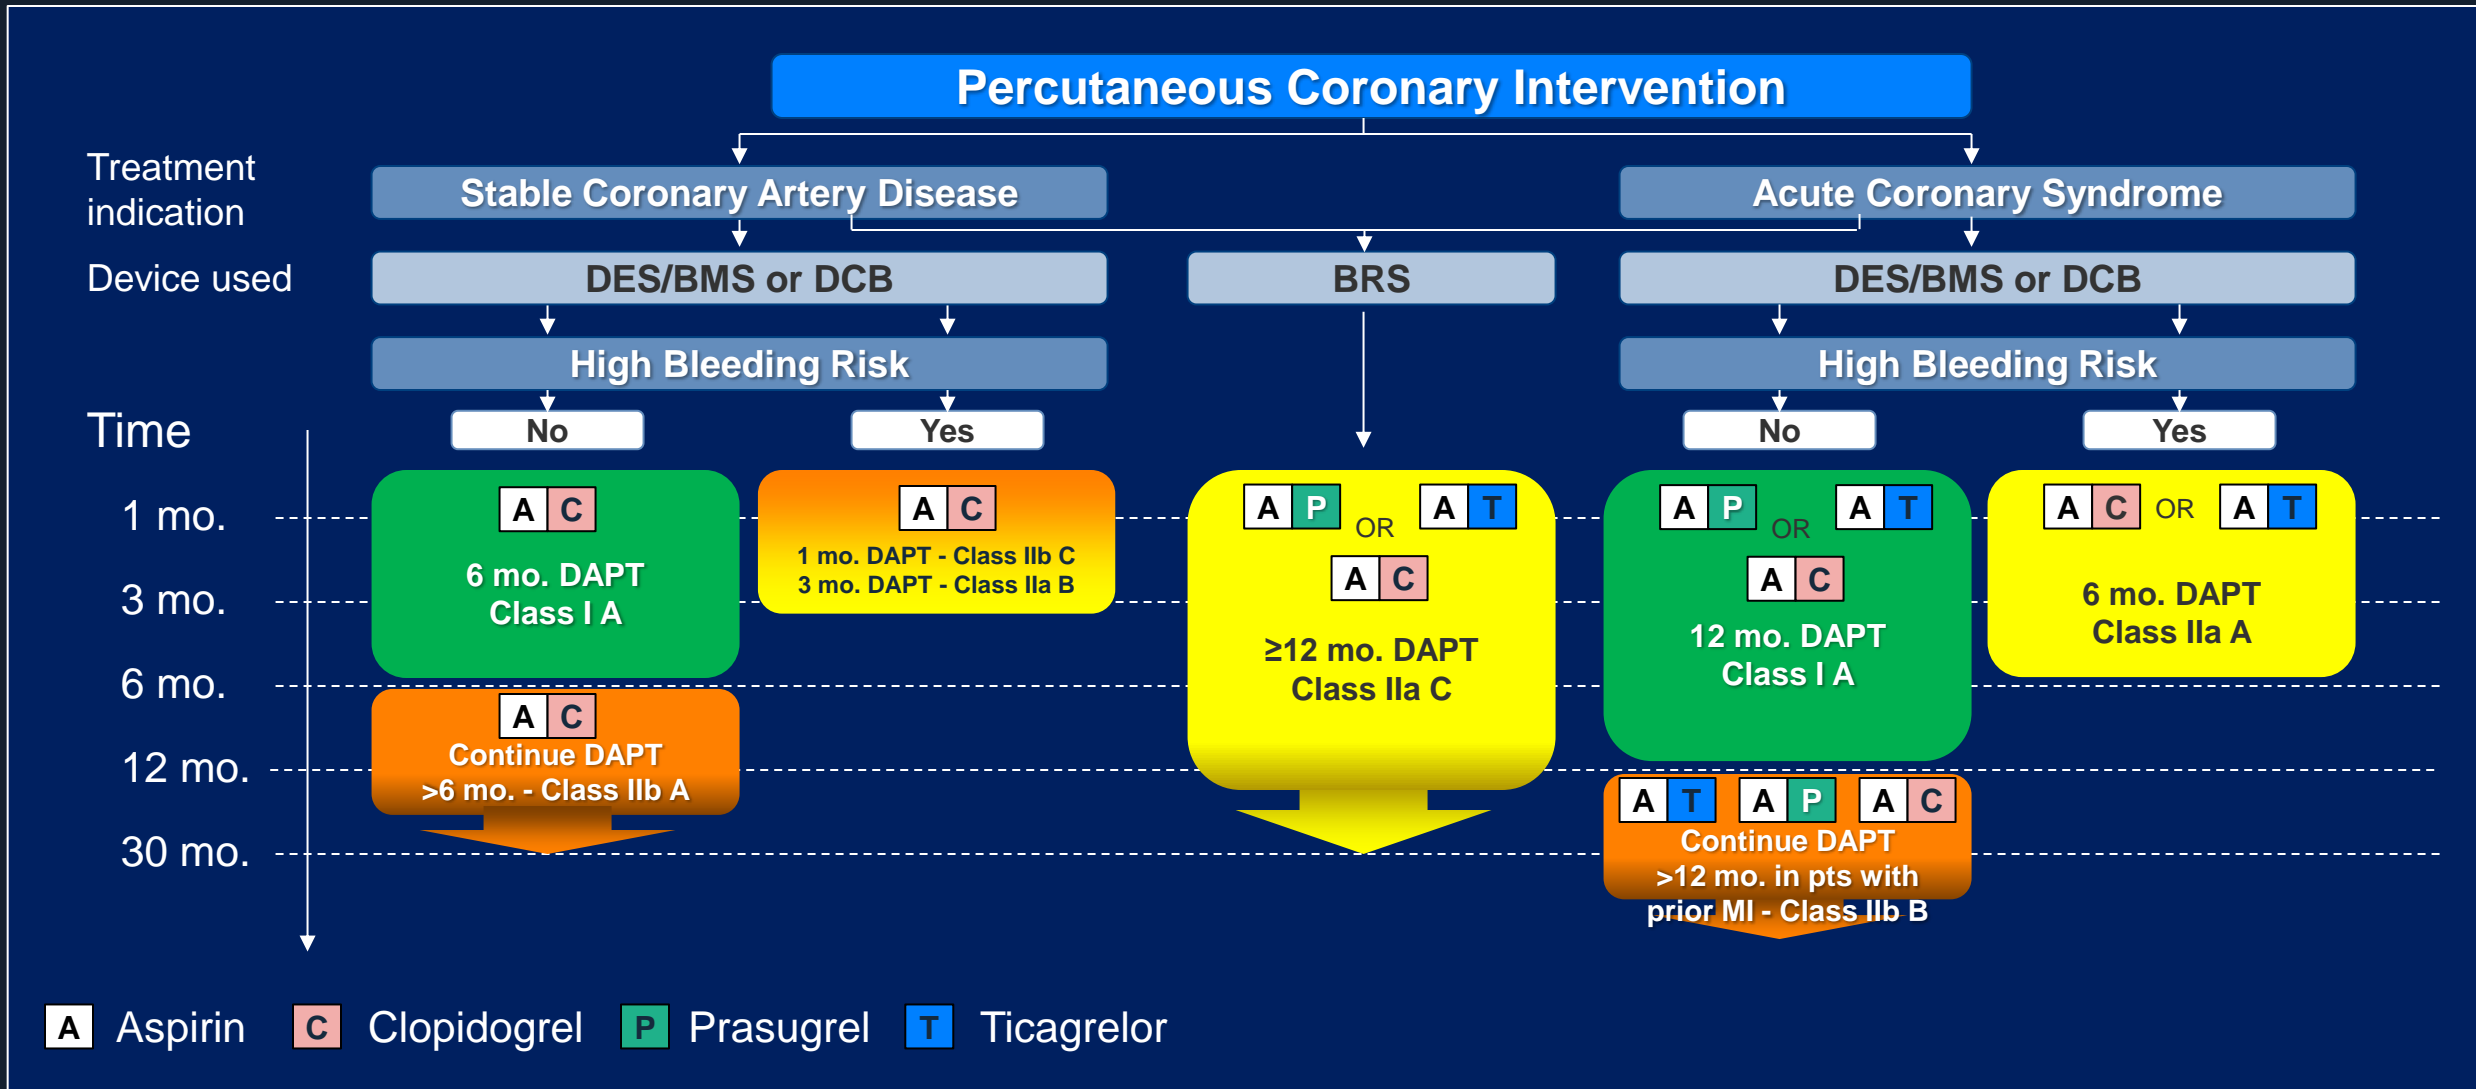 Percutaneous Coronary Intervention
Treatment
indication
Stable Coronary Artery Disease
Acute Coronary Syndrome
Device used
DES/BMS or DCB
BRS
DES/BMS or DCB
High Bleeding Risk
High Bleeding Risk
Time
No
Yes
No
Yes
1 mo.
3 mo.
6 mo.
12 mo.
30 mo.
A C
6 mo. DAPT
Class I A
A C
Continue DAPT
>6 mo. - Class IIb A
A C
1 mo. DAPT - Class IIb C
3 mo. DAPT - Class IIa B
A P OR A T
A C
≥12 mo. DAPT
Class IIa C
A P OR A T
A C
12 mo. DAPT
Class I A
A T A P A C
Continue DAPT
>12 mo. in pts with
prior MI - Class IIb B
A C OR A T
6 mo. DAPT
Class IIa A
A Aspirin C Clopidogrel P Prasugrel T Ticagrelor